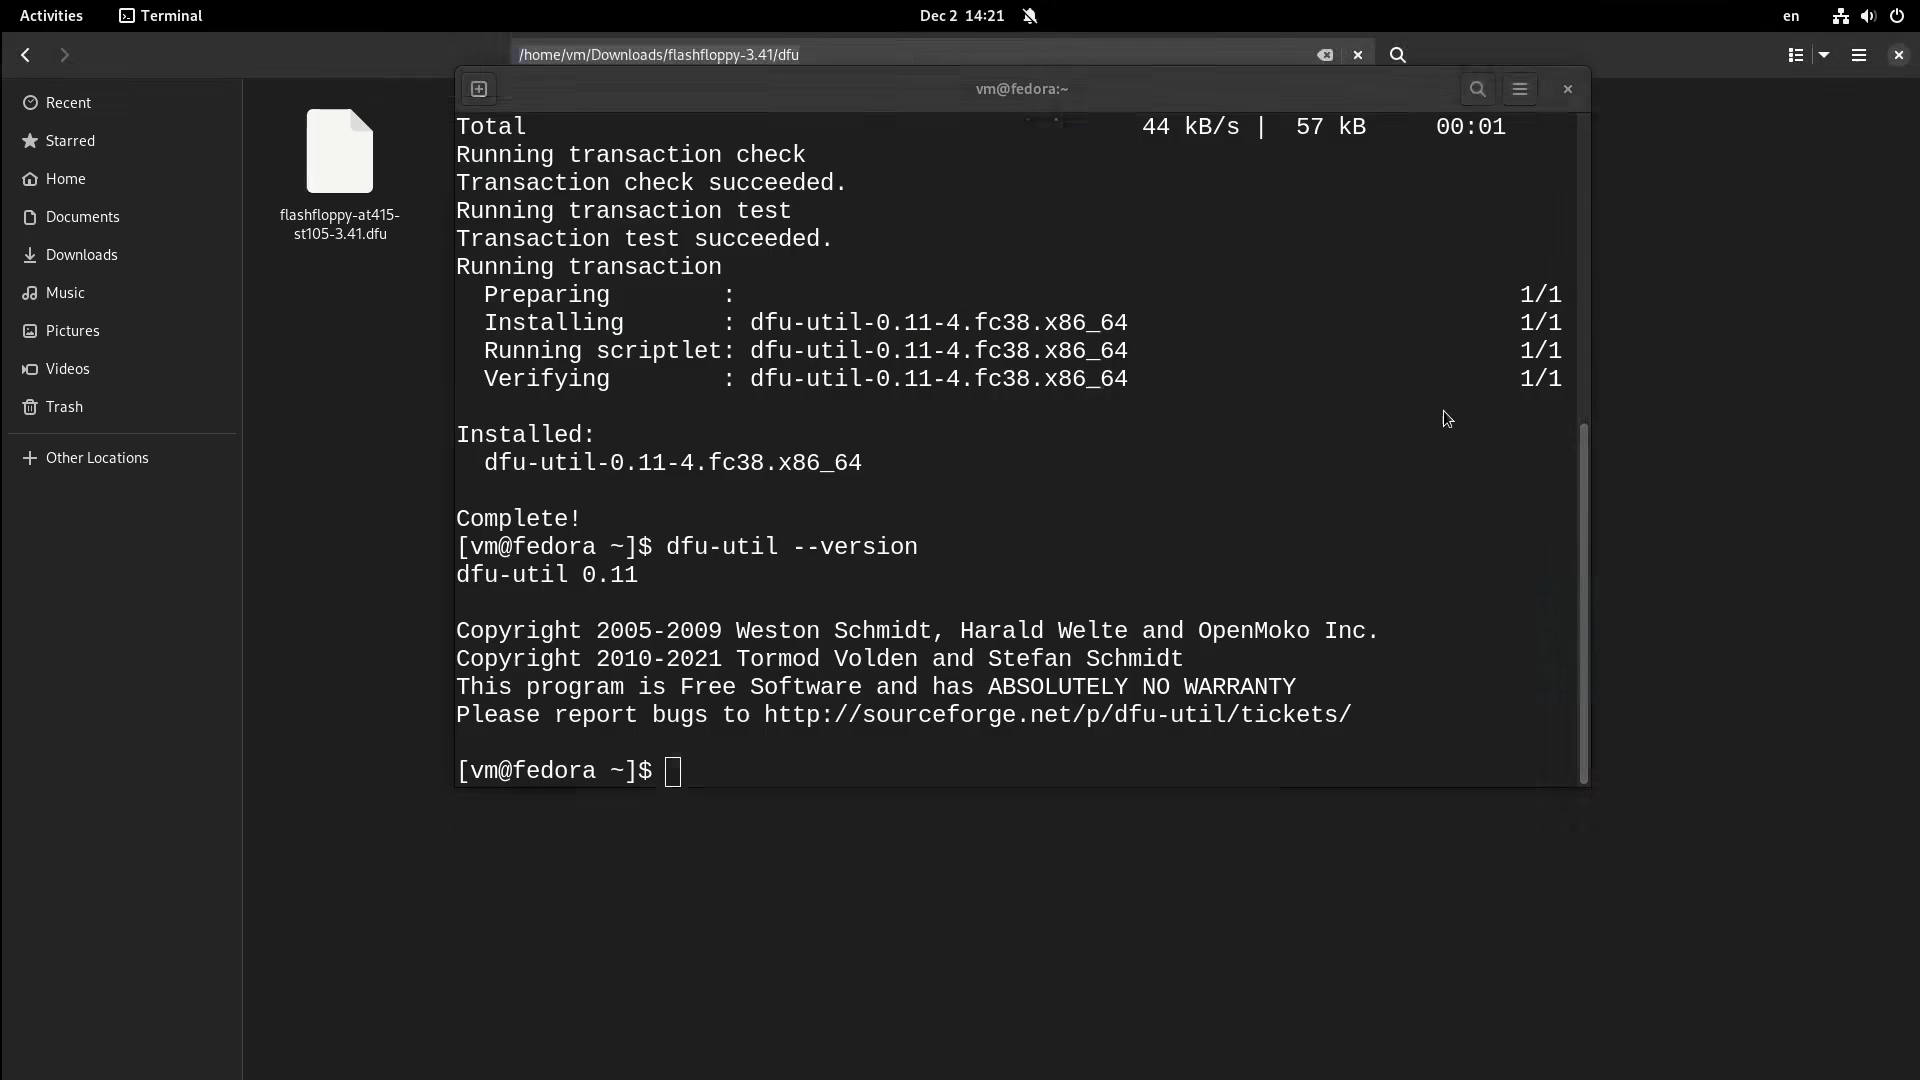 Activities
Terminal
Dec 2 14:21
en
/home/vm/Downloads/flashfloppy-3.41/dfu
Recent
Starred
Home
Documents
Downloads
Music
Pictures
Videos
Trash
Other Locations
flashfloppy-at415-
st105-3.41.dfu
vm@fedora:~
Total 44 kB/s | 57 kB 00:01
Running transaction check
Transaction check succeeded.
Running transaction test
Transaction test succeeded.
Running transaction
Preparing : 1/1
Installing : dfu-util-0.11-4.fc38.x86_64 1/1
Running scriptlet: dfu-util-0.11-4.fc38.x86_64 1/1
Verifying : dfu-util-0.11-4.fc38.x86_64 1/1
Installed:
dfu-util-0.11-4.fc38.x86_64
Complete!
[vm@fedora ~]$ dfu-util --version
dfu-util 0.11
Copyright 2005-2009 Weston Schmidt, Harald Welte and OpenMoko Inc.
Copyright 2010-2021 Tormod Volden and Stefan Schmidt
This program is Free Software and has ABSOLUTELY NO WARRANTY
Please report bugs to http://sourceforge.net/p/dfu-util/tickets/
[vm@fedora ~]$